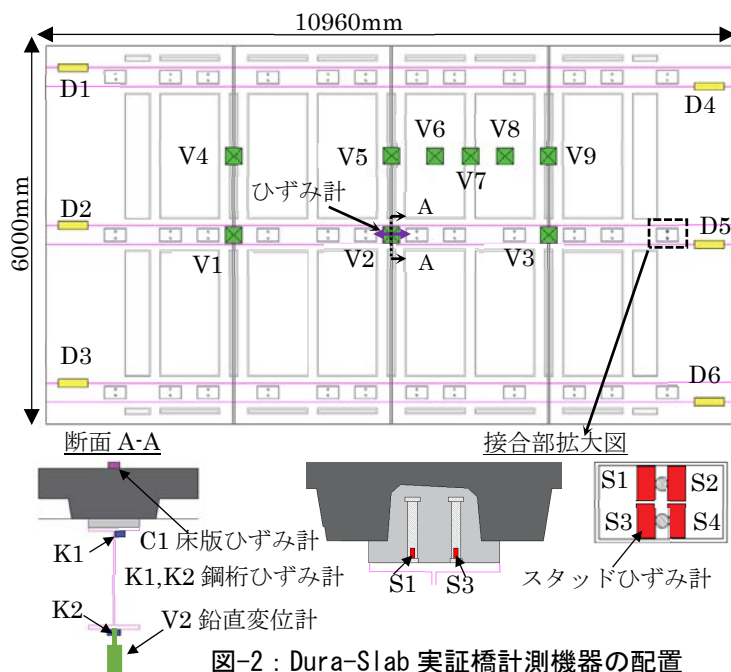 10960mm
6000mm
D1
D4
V4
V5
V6
V7
V8
V9
ひずみ計
A
D2
D5
V1
V2
V3
A
D3
D6
断面 A-A
接合部拡大図
K1
C1 床版ひずみ計
K1,K2 鋼桁ひずみ計
K2
V2 鉛直変位計
S1
S3
S1
S2
S3
S4
スタッドひずみ計
図-2：Dura-Slab 実証橋計測機器の配置